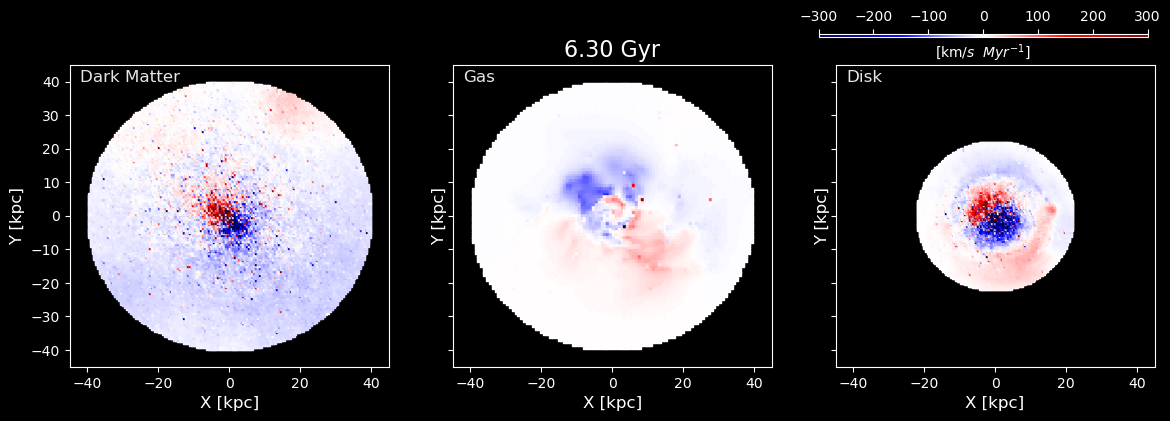 −300 −200 −100 0 100 200 300
[km/s Myr⁻¹]
6.30 Gyr
Dark Matter
Gas
Disk
40
30
20
10
0
−10
−20
−30
−40
Y [kpc]
Y [kpc]
Y [kpc]
−40 −20 0 20 40
−40 −20 0 20 40
−40 −20 0 20 40
X [kpc]
X [kpc]
X [kpc]